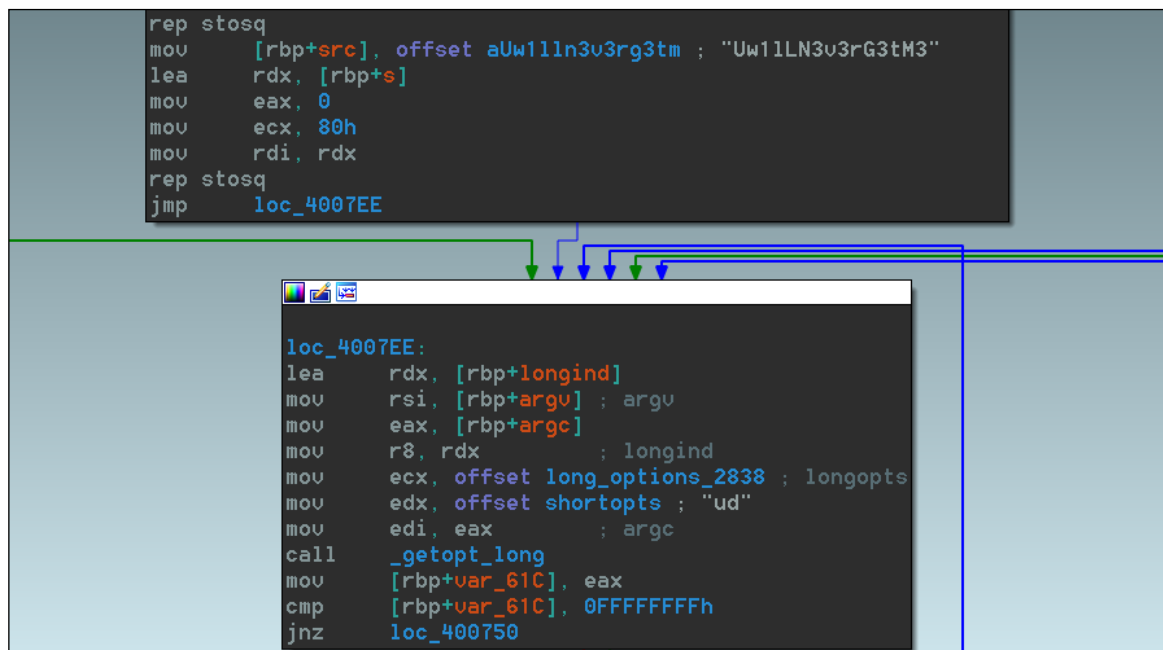 rep stosq
mov [rbp+src], offset aUw1lln3v3rg3tm ; "Uw1lLN3v3rG3tM3"
lea rdx, [rbp+s]
mov eax, 0
mov ecx, 80h
mov rdi, rdx
rep stosq
jmp loc_4007EE
loc_4007EE:
lea rdx, [rbp+longind]
mov rsi, [rbp+argv] ; argv
mov eax, [rbp+argc]
mov r8, rdx ; longind
mov ecx, offset long_options_2838 ; longopts
mov edx, offset shortopts ; "ud"
mov edi, eax ; argc
call _getopt_long
mov [rbp+var_61C], eax
cmp [rbp+var_61C], 0FFFFFFFFh
jnz loc_400750